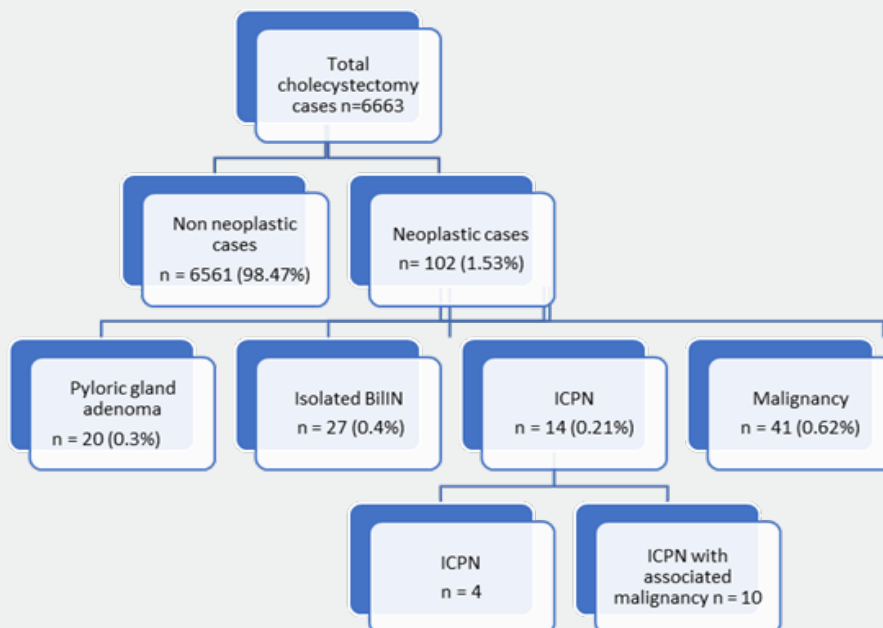 Total
cholecystectomy
cases n=6663
Non neoplastic
cases
n = 6561 (98.47%)
Neoplastic cases
n= 102 (1.53%)
Pyloric gland
adenoma
n = 20 (0.3%)
Isolated BilIN
n = 27 (0.4%)
ICPN
n = 14 (0.21%)
Malignancy
n = 41 (0.62%)
ICPN
n = 4
ICPN with
associated
malignancy n = 10